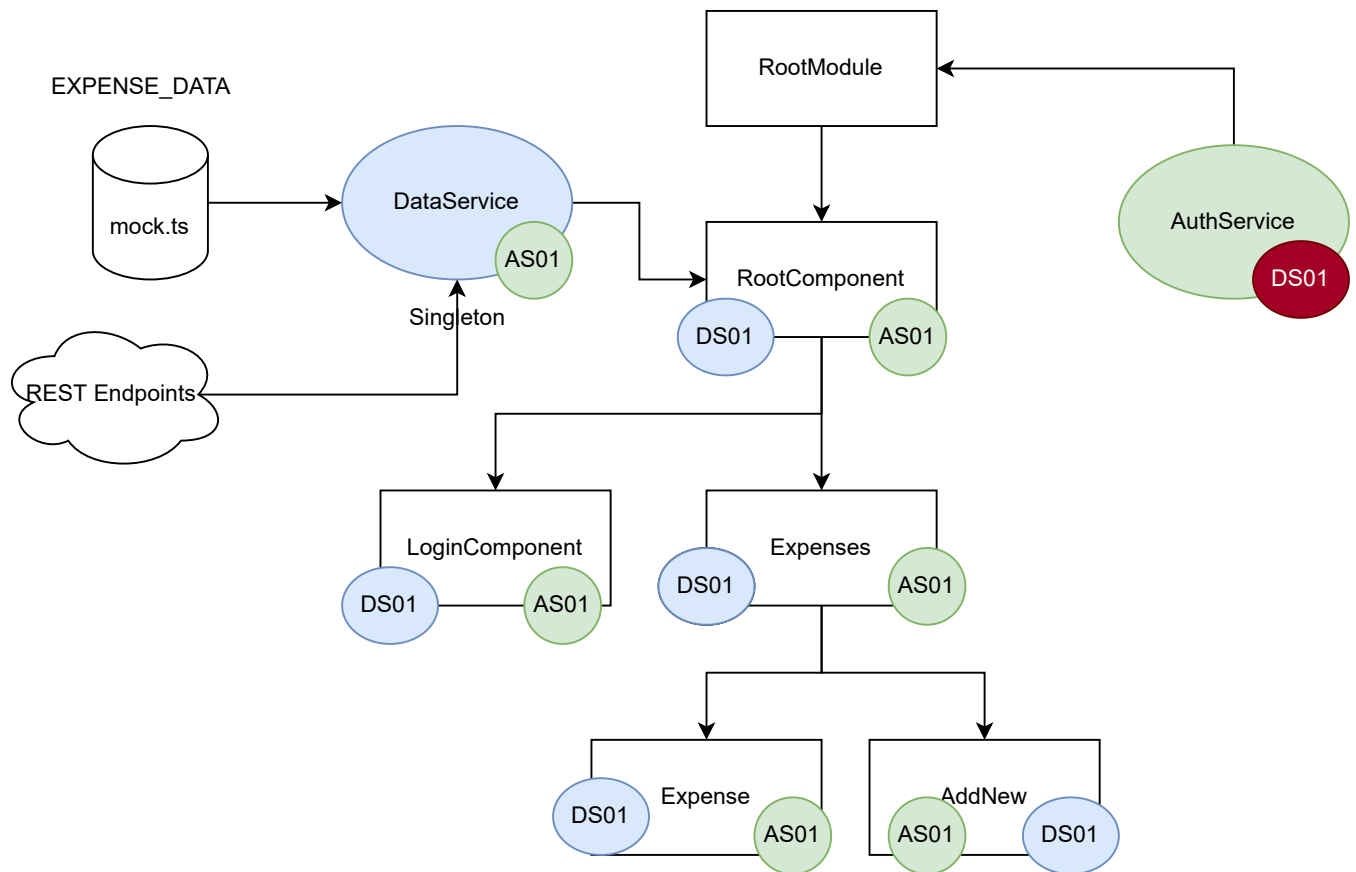 RootModule
EXPENSE_DATA
mock.ts
DataService
AS01
Singleton
REST Endpoints
RootComponent
DS01
AS01
AuthService
DS01
LoginComponent
DS01
AS01
Expenses
DS01
AS01
Expense
DS01
AS01
AddNew
AS01
DS01